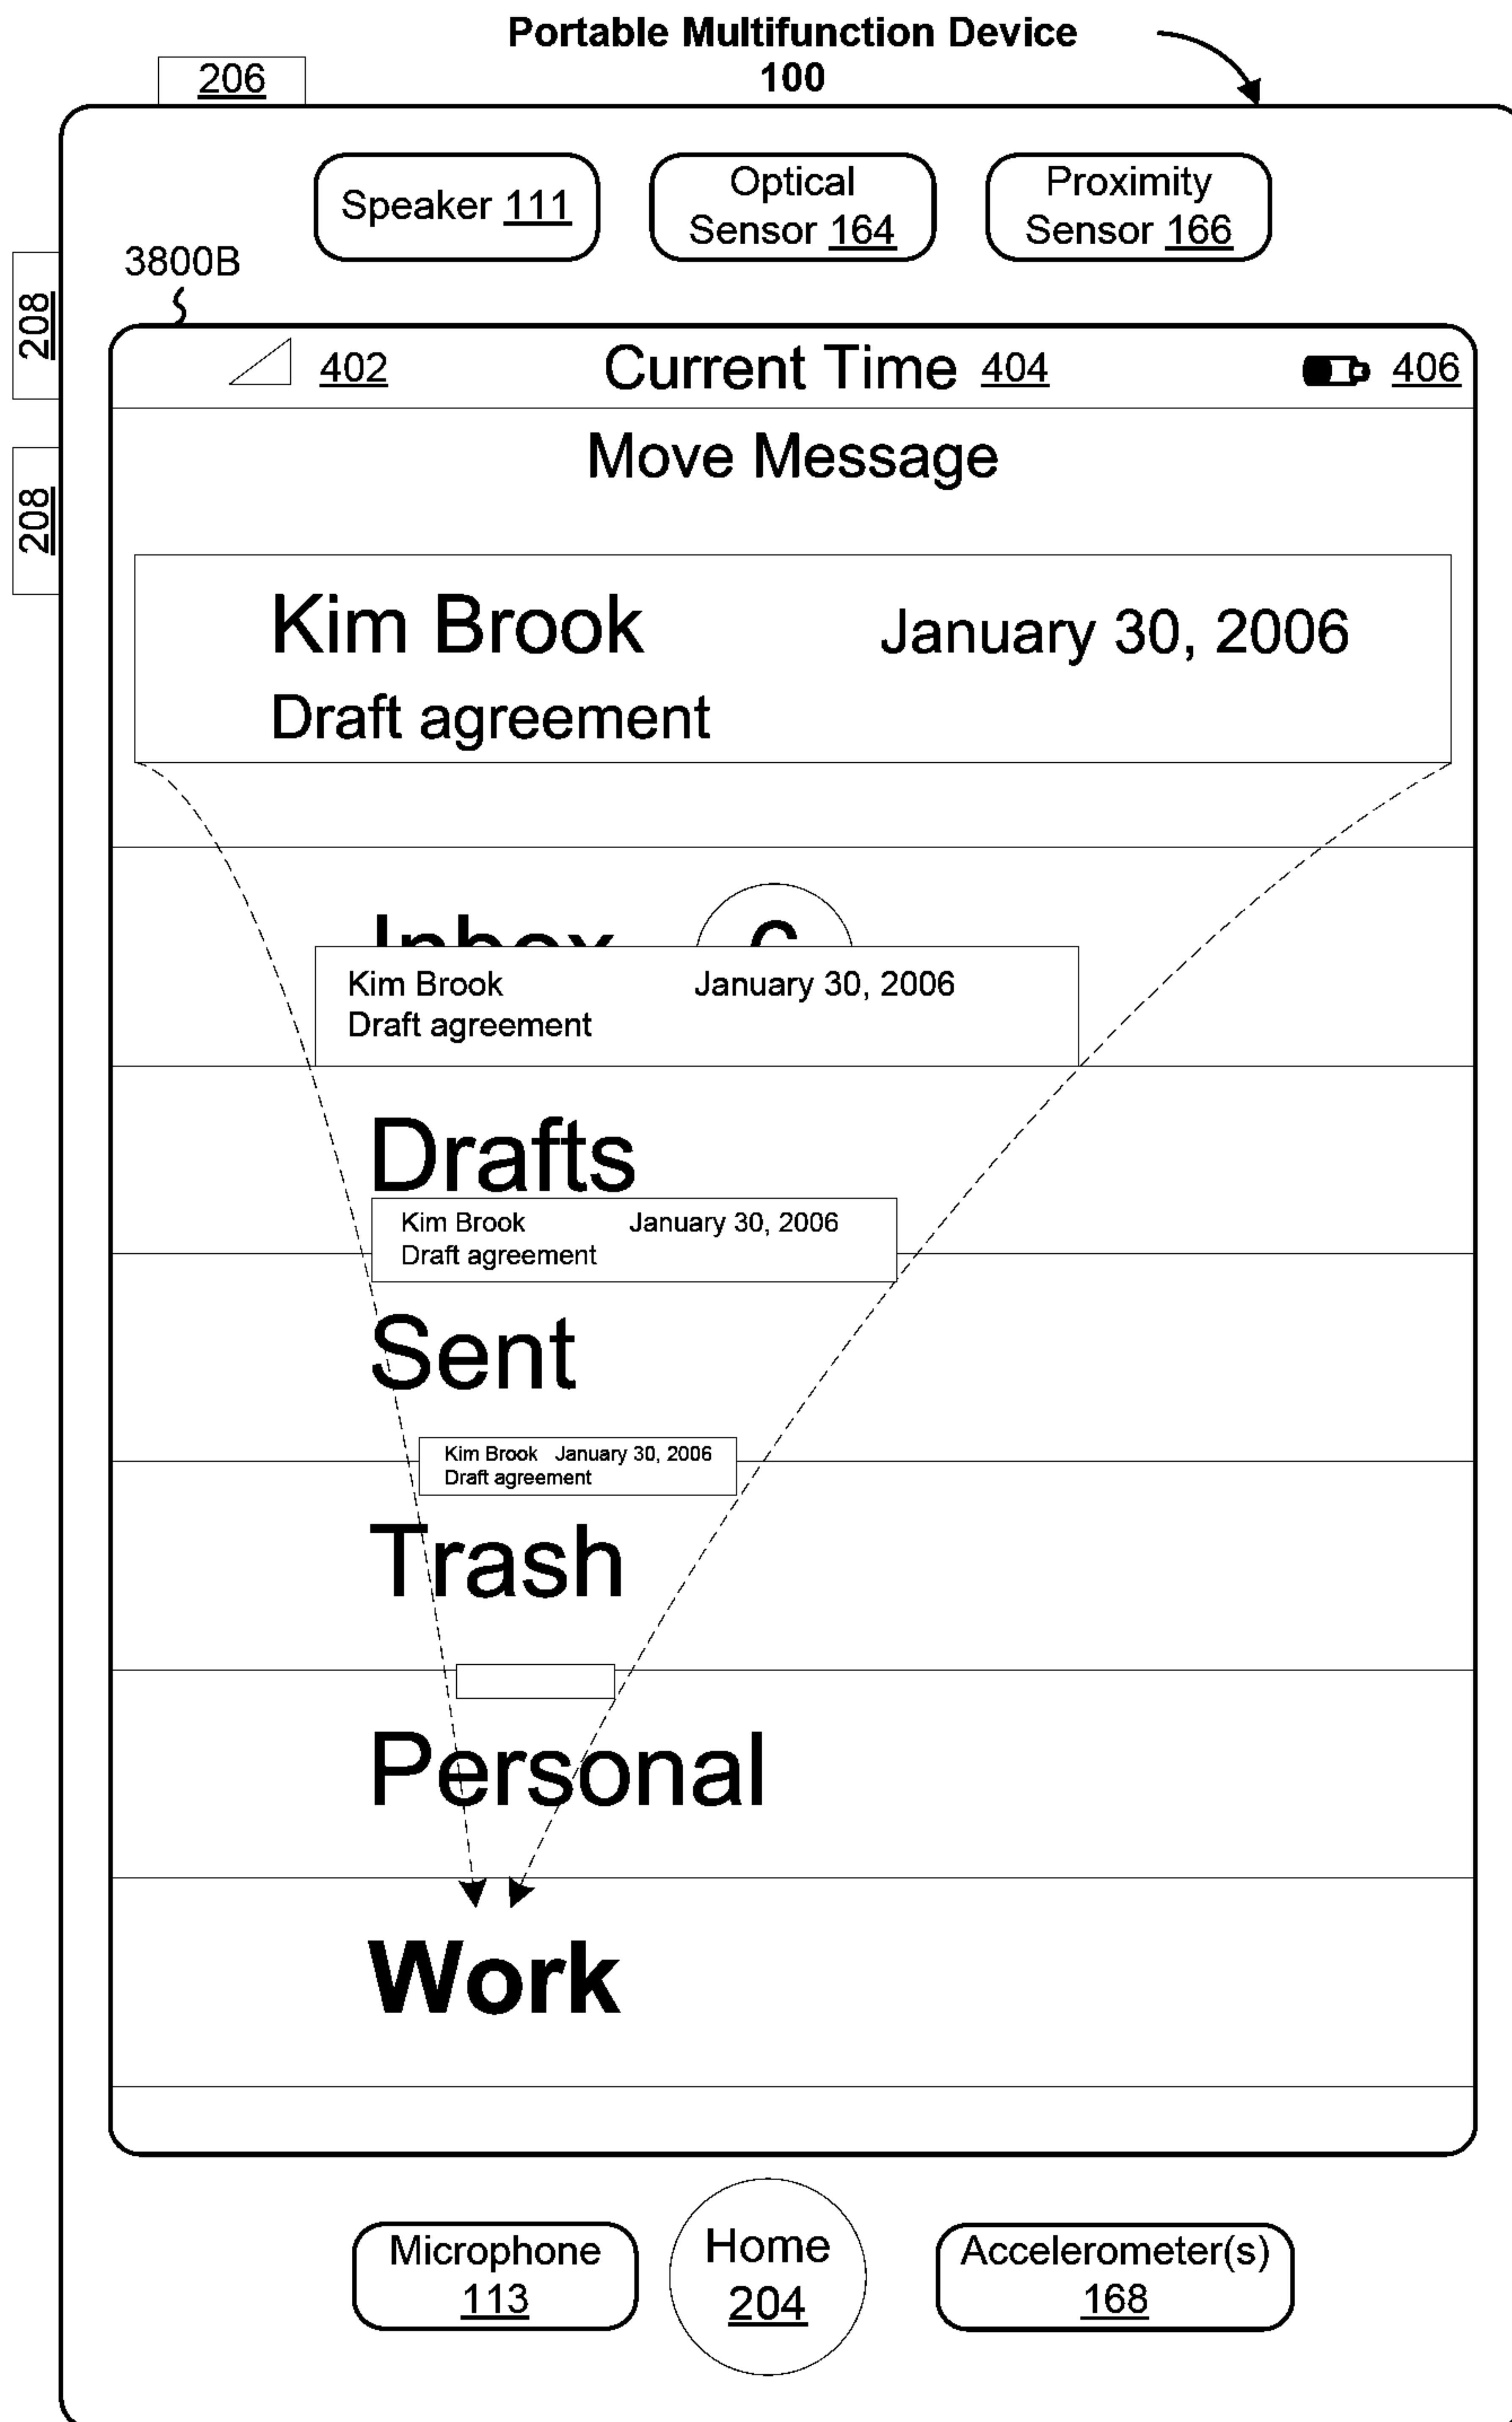 Portable Multifunction Device
100
206
Speaker 111
Optical
Sensor 164
Proximity
Sensor 166
3800B
208
208
402
Current Time 404
406
Move Message
Kim Brook January 30, 2006
Draft agreement
Inbox
Kim Brook January 30, 2006
Draft agreement
Drafts
Kim Brook January 30, 2006
Draft agreement
Sent
Kim Brook January 30, 2006
Draft agreement
Trash
Personal
Work
Microphone
113
Home
204
Accelerometer(s)
168